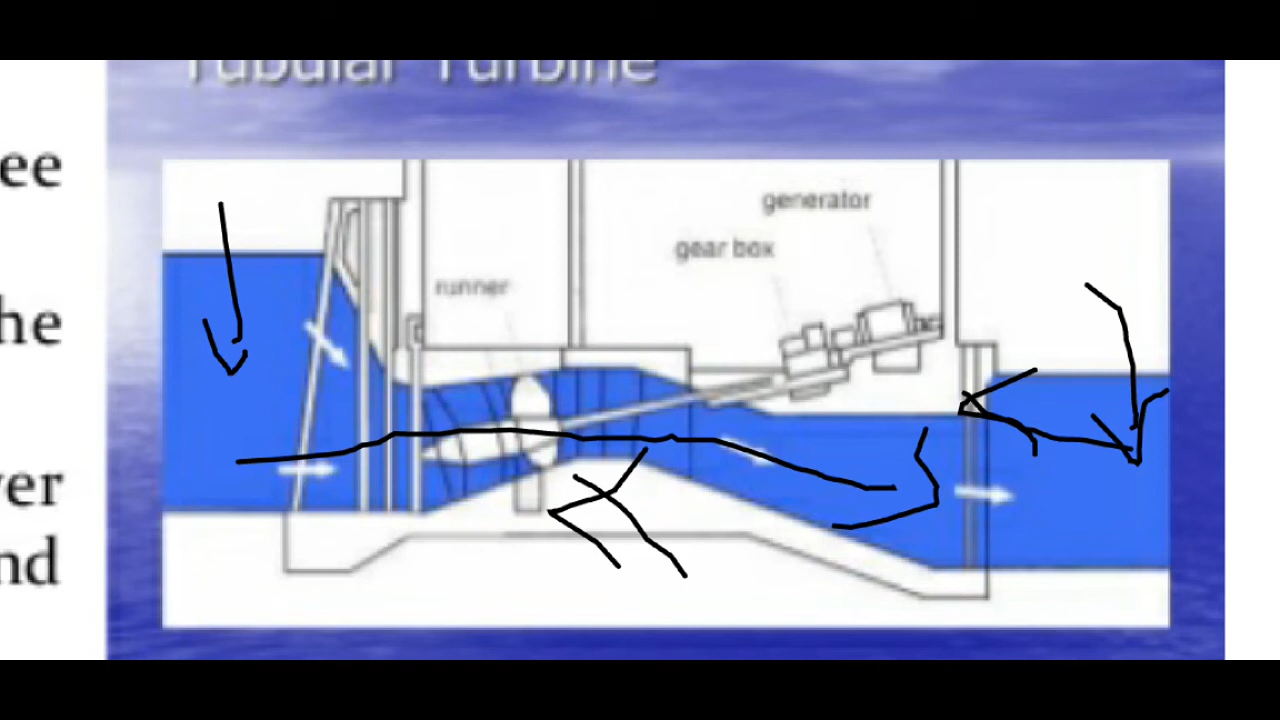 Tubular Turbine
ee
he
ver
nd
generator
gear box
runner